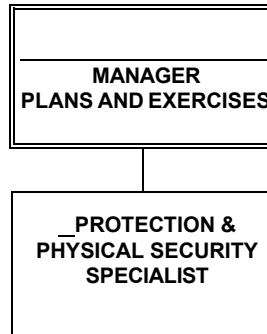 MANAGER
PLANS AND EXERCISES
_PROTECTION &
PHYSICAL SECURITY
SPECIALIST